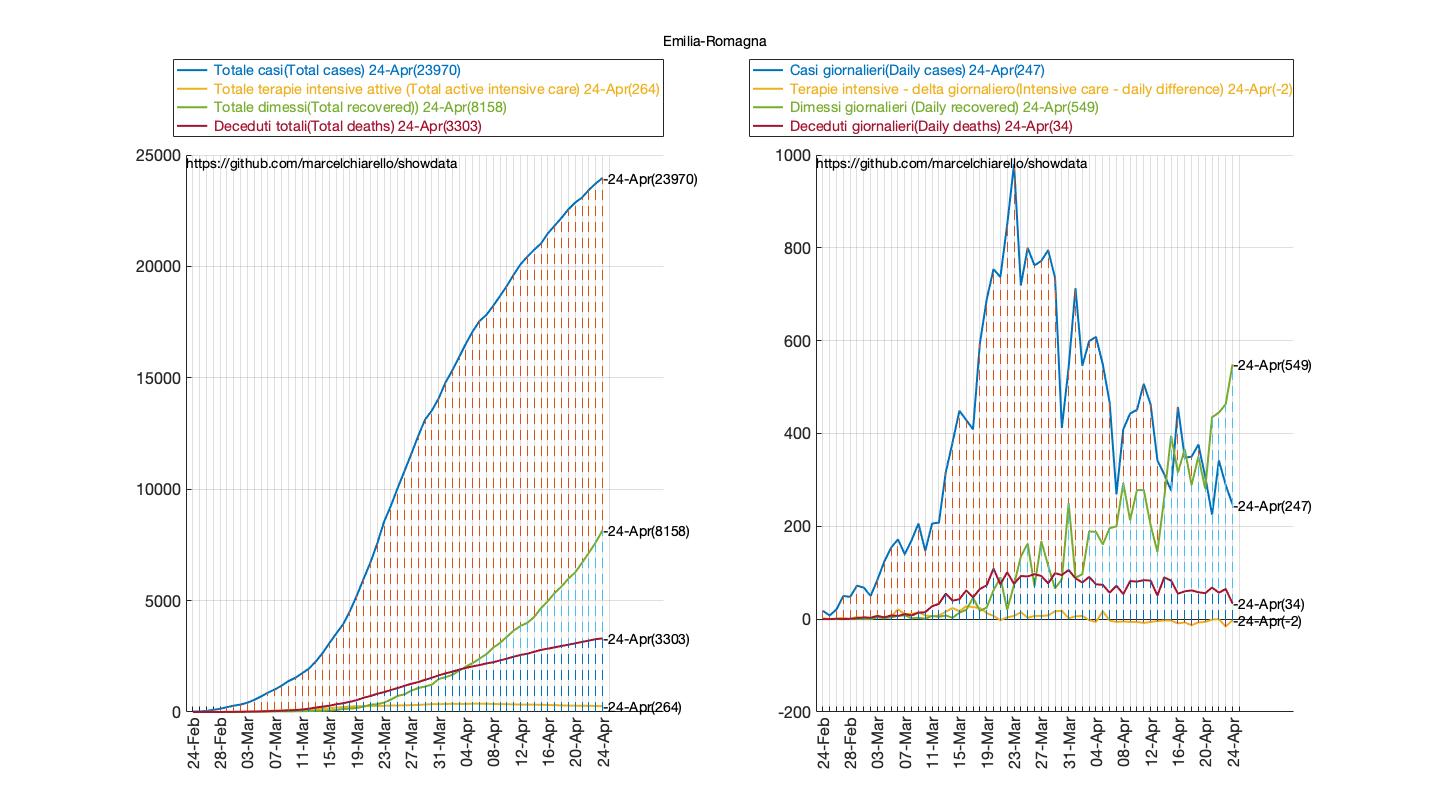 Emilia-Romagna
Totale casi(Total cases) 24-Apr(23970)
Totale terapie intensive attive (Total active intensive care) 24-Apr(264)
Totale dimessi(Total recovered)) 24-Apr(8158)
Deceduti totali(Total deaths) 24-Apr(3303)
25000
https://github.com/marcelchiarello/showdata
24-Apr(23970)
20000
15000
10000
24-Apr(8158)
5000
24-Apr(3303)
24-Apr(264)
0
24-Feb
28-Feb
03-Mar
07-Mar
11-Mar
15-Mar
19-Mar
23-Mar
27-Mar
31-Mar
04-Apr
08-Apr
12-Apr
16-Apr
20-Apr
24-Apr
Casi giornalieri(Daily cases) 24-Apr(247)
Terapie intensive - delta giornaliero(Intensive care - daily difference) 24-Apr(-2)
Dimessi giornalieri (Daily recovered) 24-Apr(549)
Deceduti giornalieri(Daily deaths) 24-Apr(34)
1000
https://github.com/marcelchiarello/showdata
800
600
24-Apr(549)
400
24-Apr(247)
200
24-Apr(34)
0
24-Apr(-2)
-200
24-Feb
28-Feb
03-Mar
07-Mar
11-Mar
15-Mar
19-Mar
23-Mar
27-Mar
31-Mar
04-Apr
08-Apr
12-Apr
16-Apr
20-Apr
24-Apr